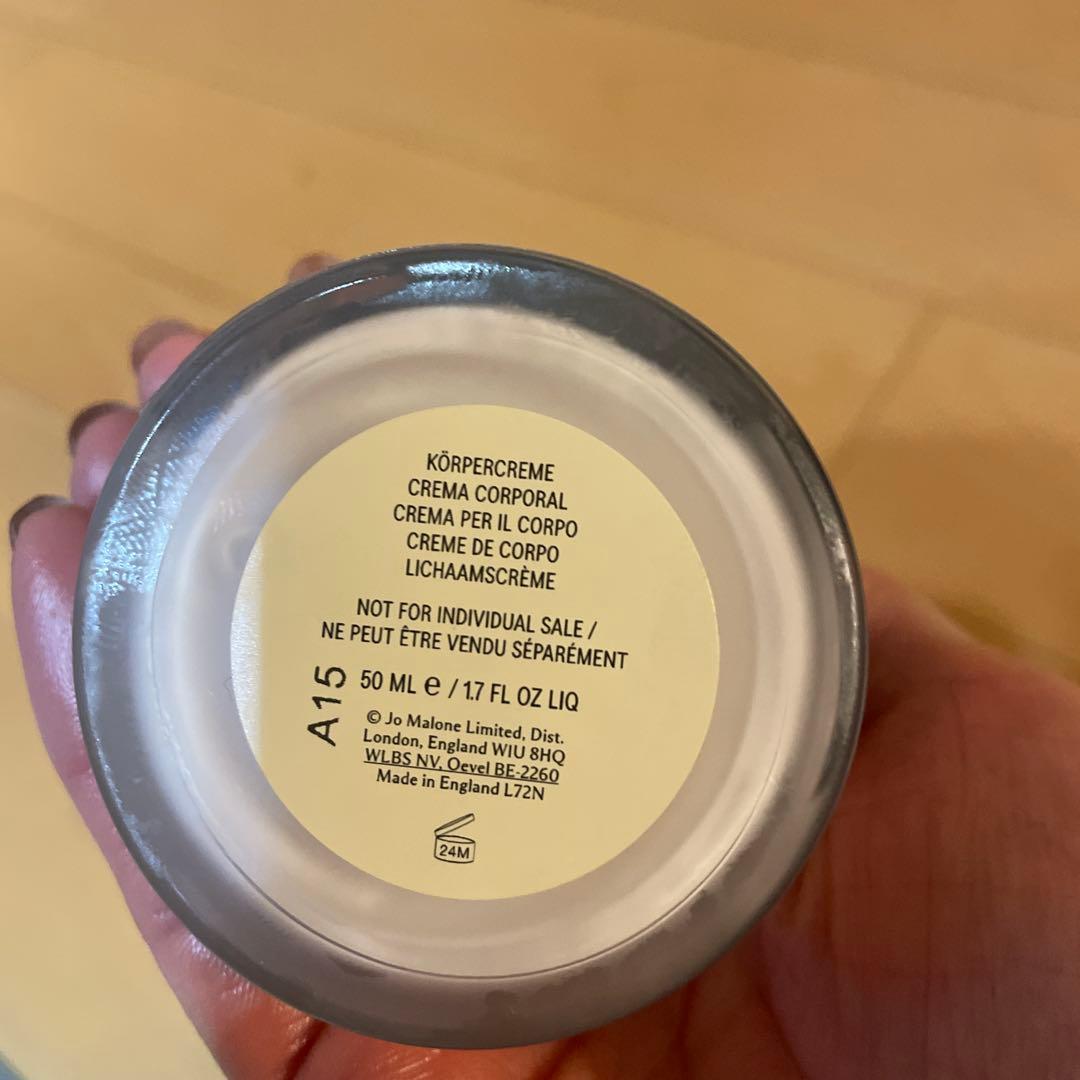 KÖRPERCREME
CREMA CORPORAL
CREMA PER IL CORPO
CREME DE CORPO
LICHAAMSCRÈME
NOT FOR INDIVIDUAL SALE /
NE PEUT ÊTRE VENDU SÉPARÉMENT
A15
50 ML e / 1.7 FL OZ LIQ
© Jo Malone Limited, Dist.
London, England WIU 8HQ
WLBS NV, Oevel BE-2260
Made in England L72N
24M